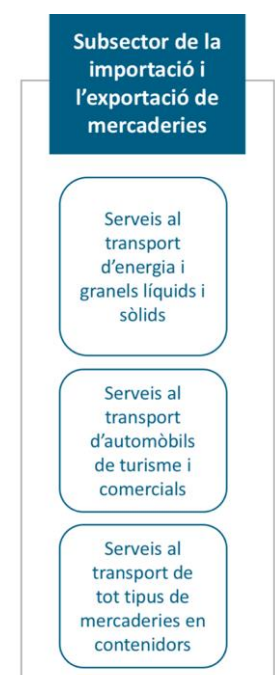 Subsector de la
importació i
l’exportació de
mercaderies
Serveis al
transport
d’energia i
granels líquids i
sòlids
Serveis al
transport
d’automòbils
de turisme i
comercials
Serveis al
transport de
tot tipus de
mercaderies en
contenidors